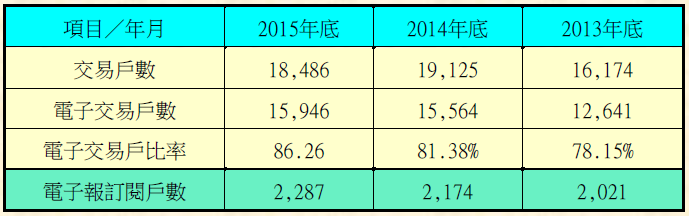 項目／年月 2015年底 2014年底 2013年底
交易戶數 18,486 19,125 16,174
電子交易戶數 15,946 15,564 12,641
電子交易戶比率 86.26 81.38% 78.15%
電子報訂閱戶數 2,287 2,174 2,021